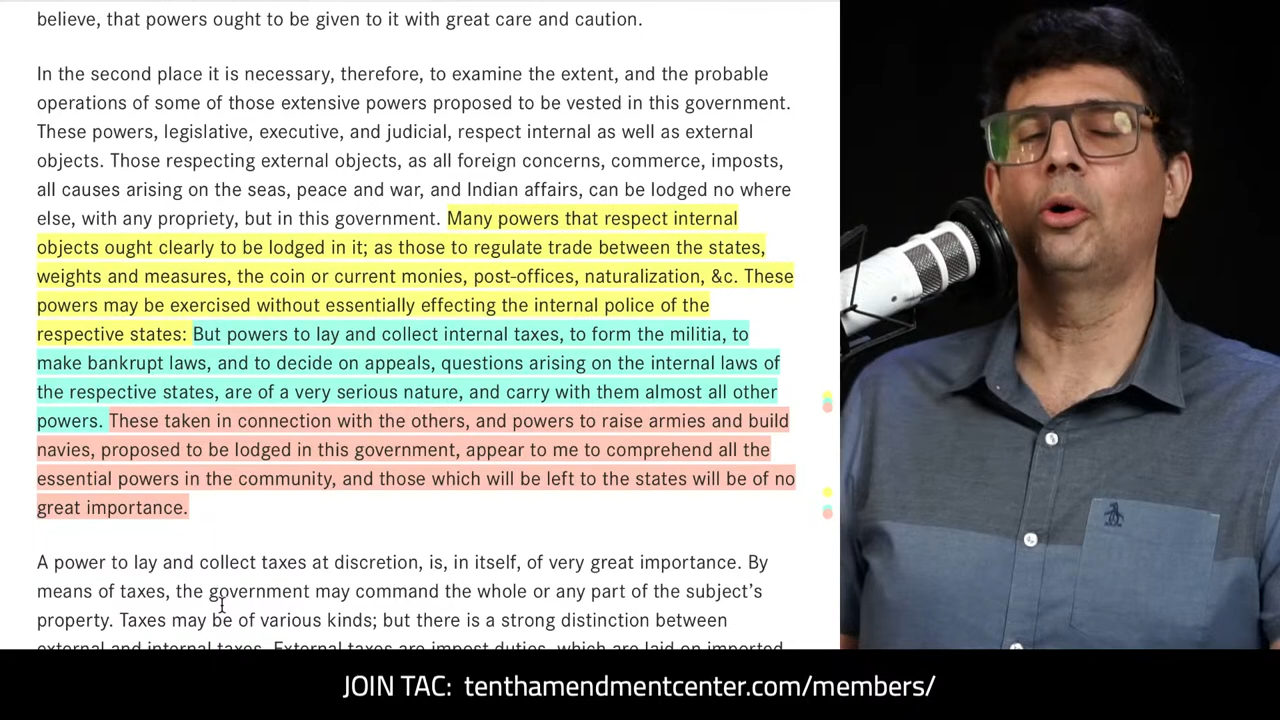 believe, that powers ought to be given to it with great care and caution.
In the second place it is necessary, therefore, to examine the extent, and the probable
operations of some of those extensive powers proposed to be vested in this government.
These powers, legislative, executive, and judicial, respect internal as well as external
objects. Those respecting external objects, as all foreign concerns, commerce, imposts,
all causes arising on the seas, peace and war, and Indian affairs, can be lodged no where
else, with any propriety, but in this government. Many powers that respect internal
objects ought clearly to be lodged in it; as those to regulate trade between the states,
weights and measures, the coin or current monies, post-offices, naturalization, &c. These
powers may be exercised without essentially effecting the internal police of the
respective states: But powers to lay and collect internal taxes, to form the militia, to
make bankrupt laws, and to decide on appeals, questions arising on the internal laws of
the respective states, are of a very serious nature, and carry with them almost all other
powers. These taken in connection with the others, and powers to raise armies and build
navies, proposed to be lodged in this government, appear to me to comprehend all the
essential powers in the community, and those which will be left to the states will be of no
great importance.
A power to lay and collect taxes at discretion, is, in itself, of very great importance. By
means of taxes, the government may command the whole or any part of the subject’s
property. Taxes may be of various kinds; but there is a strong distinction between
external and internal taxes. External taxes are impost duties, which are laid on imported
JOIN TAC: tenthamendmentcenter.com/members/